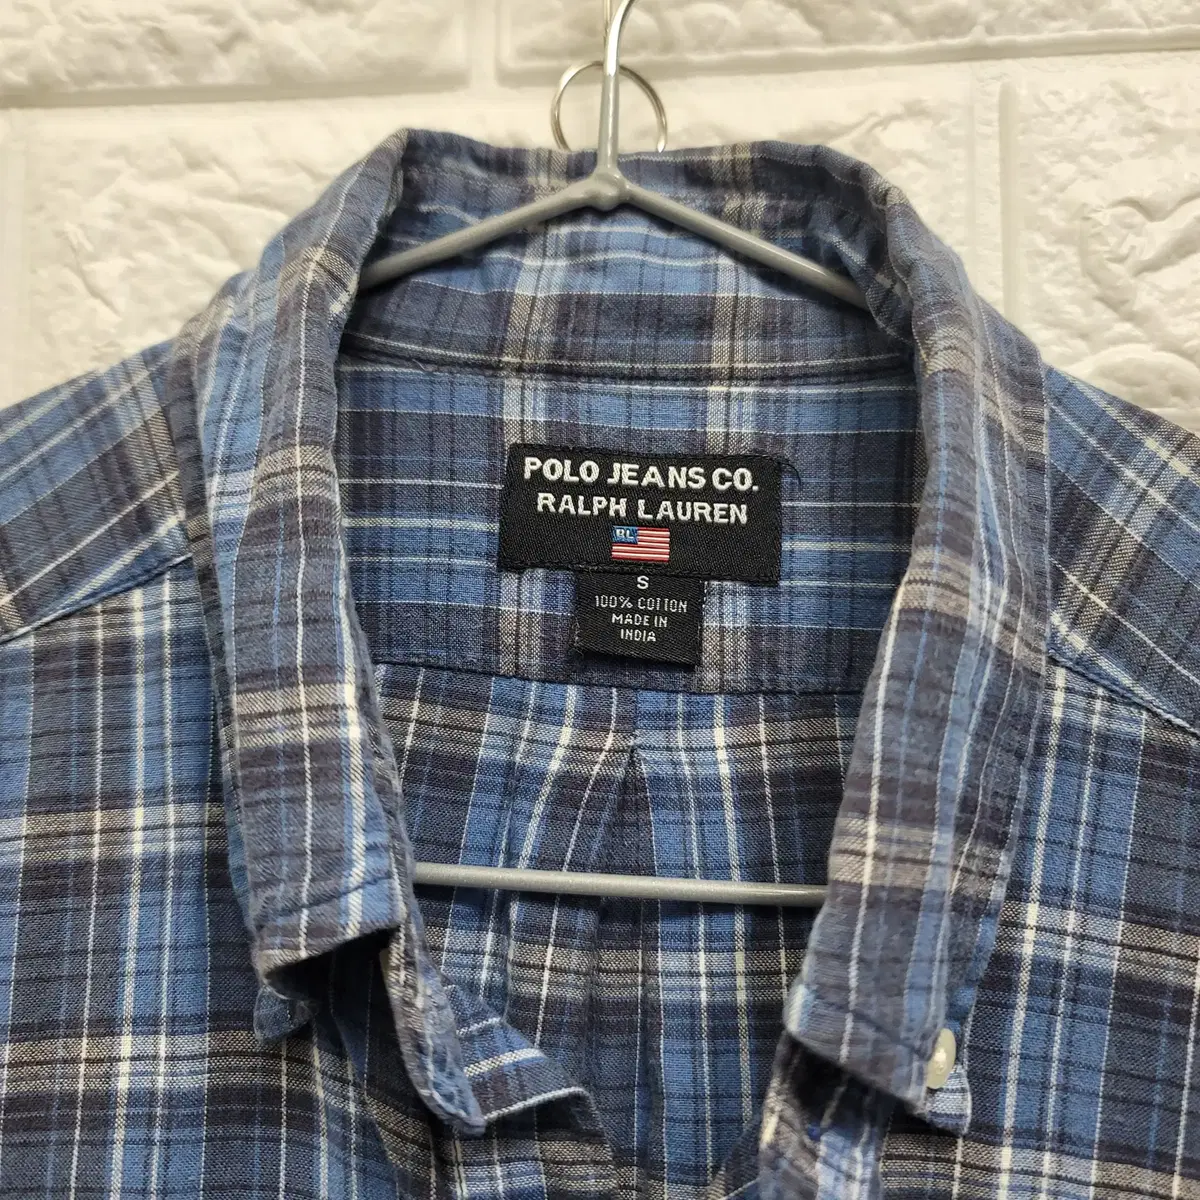 POLO JEANS CO.
RALPH LAUREN
RL
S
100% COTTON
MADE IN
INDIA